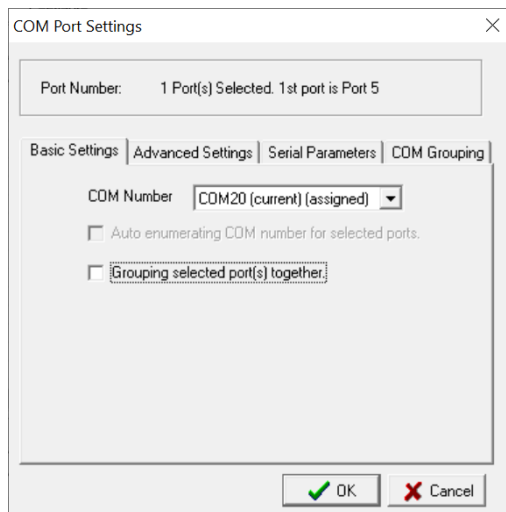 COM Port Settings
Port Number: 1 Port(s) Selected. 1st port is Port 5
Basic Settings Advanced Settings Serial Parameters COM Grouping
COM Number COM20 (current) (assigned)
Auto enumerating COM number for selected ports.
Grouping selected port(s) together.
OK Cancel